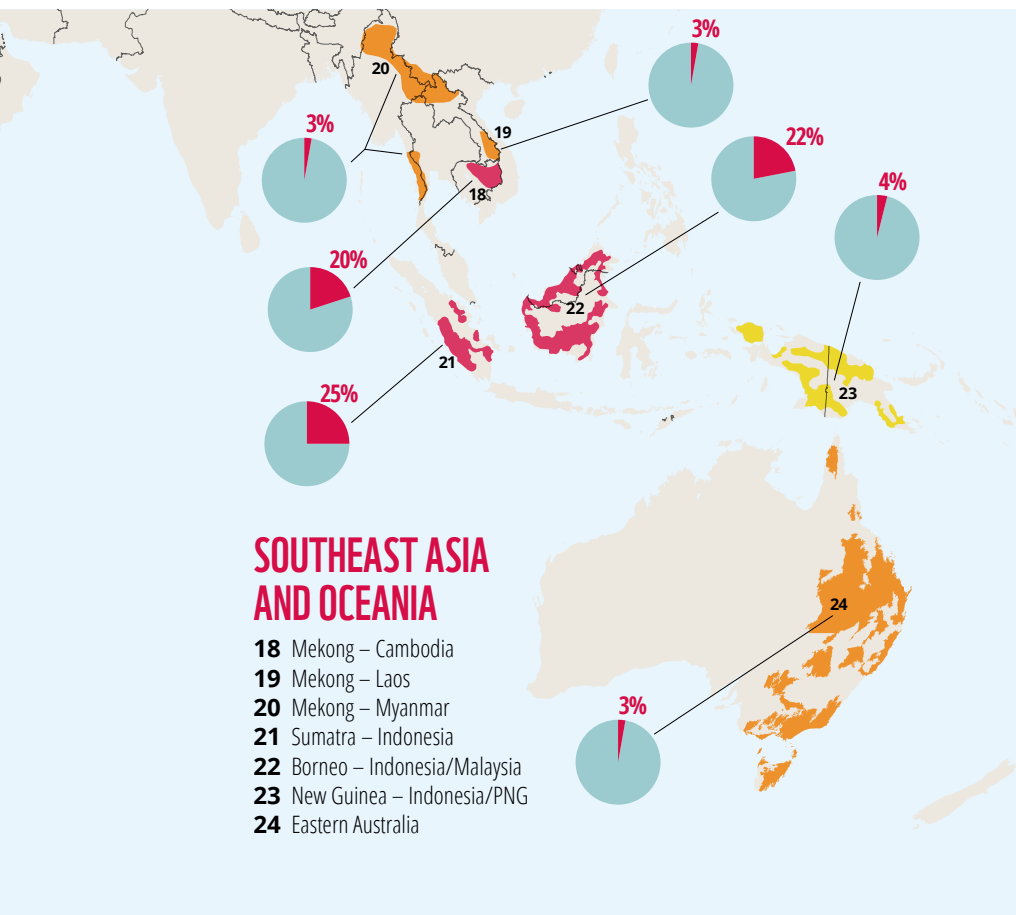 3%
20
3%
19
22%
18
4%
20%
22
21
23
25%
SOUTHEAST ASIA
AND OCEANIA
24
18 Mekong – Cambodia
19 Mekong – Laos
20 Mekong – Myanmar
3%
21 Sumatra – Indonesia
22 Borneo – Indonesia/Malaysia
23 New Guinea – Indonesia/PNG
24 Eastern Australia